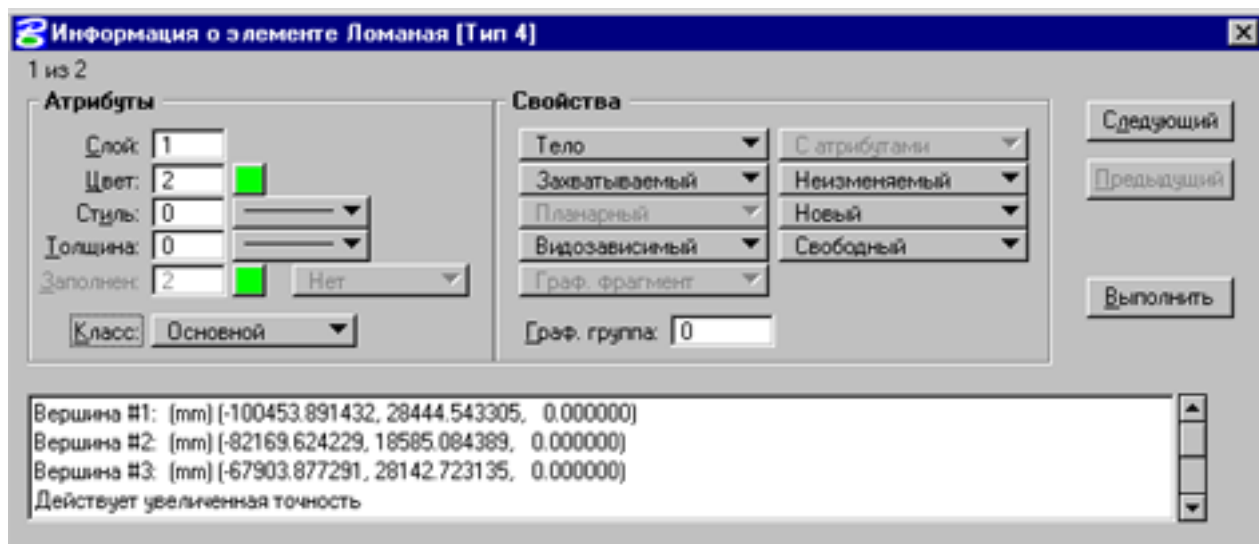 Информация о элементе Ломаная [Тип 4]
1 из 2
Атрибуты
Слой: 1
Цвет: 2
Стиль: 0
Толщина: 0
Заполнен: 2 Нет
Класс: Основной
Свойства
Тело С атрибутами
Захватываемый Неизменяемый
Планарный Новый
Видозависимый Свободный
Граф. фрагмент
Граф. группа: 0
Следующий
Предыдущий
Выполнить
Вершина #1: (mm) (-100453.891432, 28444.543305, 0.000000)
Вершина #2: (mm) (-82169.624229, 18585.084389, 0.000000)
Вершина #3: (mm) (-67903.877291, 28142.723135, 0.000000)
Действует увеличенная точность